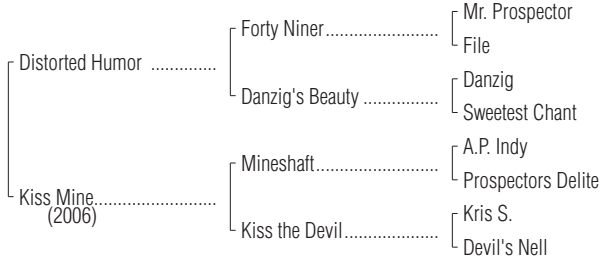 Mr. Prospector
Forty Niner......................
File
Distorted Humor .............
Danzig
Danzig's Beauty ...............
Sweetest Chant
A.P. Indy
Mineshaft........................
Prospectors Delite
Kiss Mine........................
(2006)
Kris S.
Kiss the Devil...................
Devil's Nell